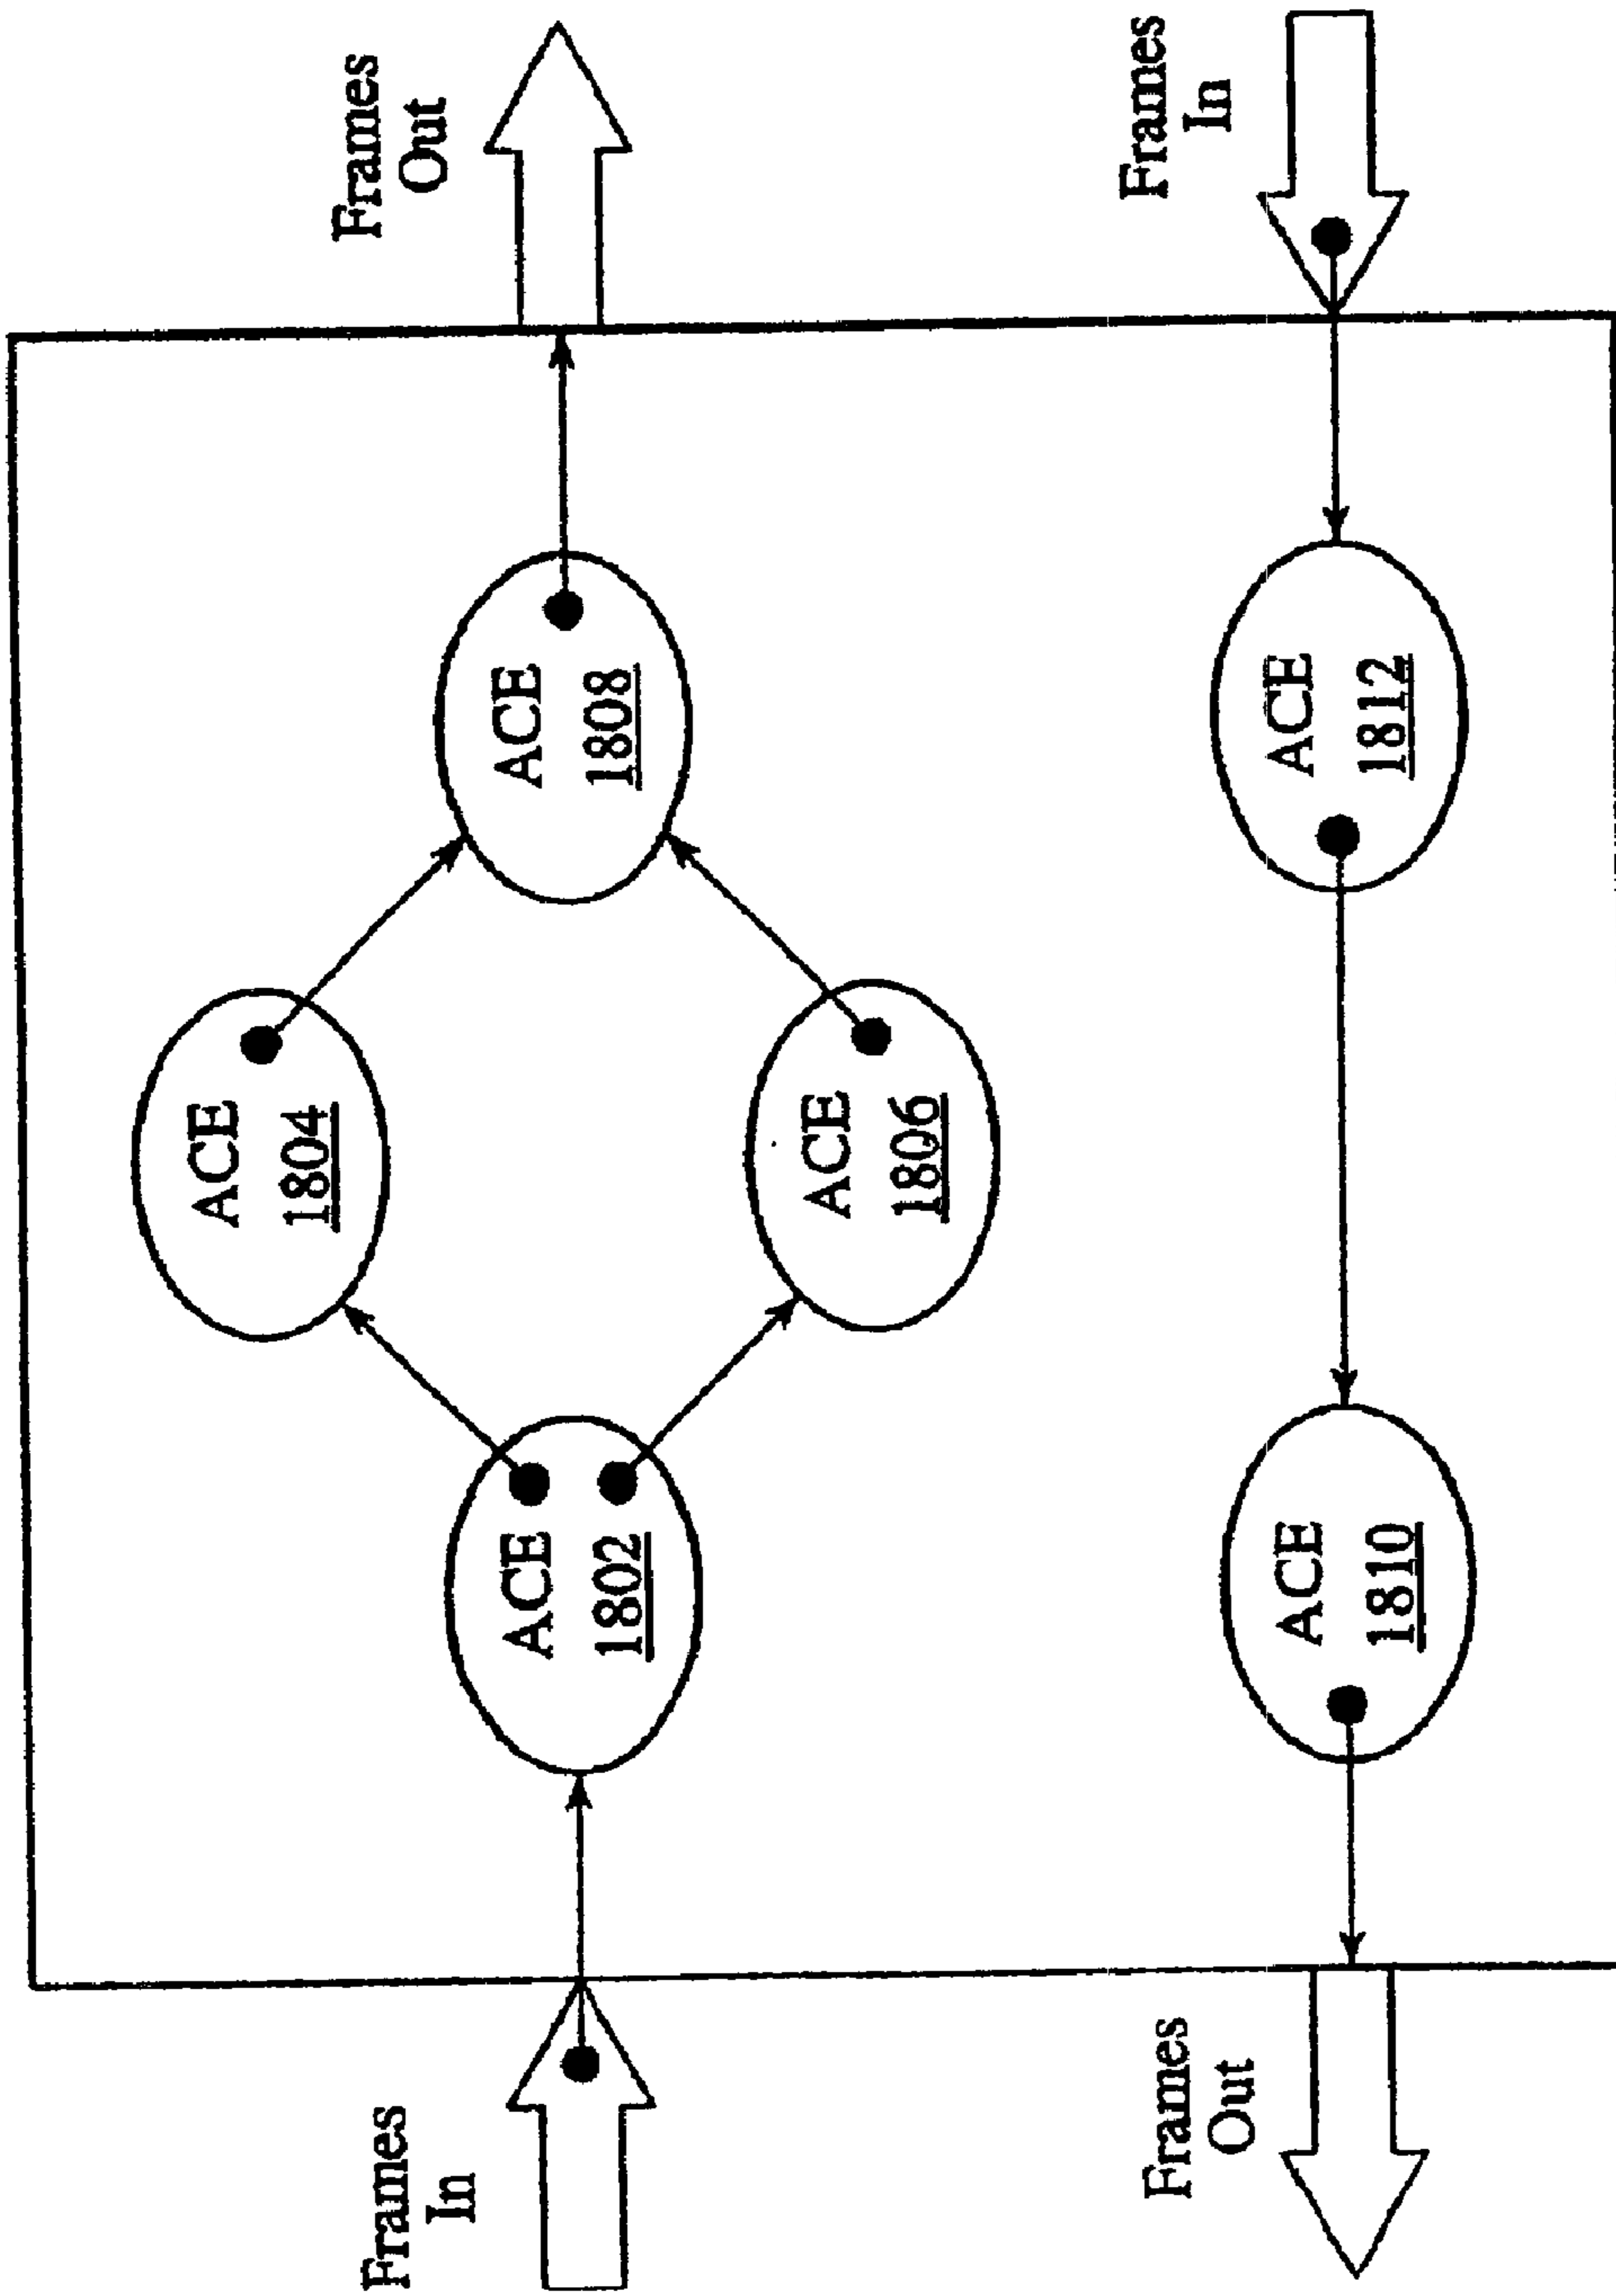 Frames
In
ACE
1802
ACE
1804
ACE
1806
ACE
1808
Frames
Out
Frames
Out
ACE
1810
ACE
1812
Frames
In